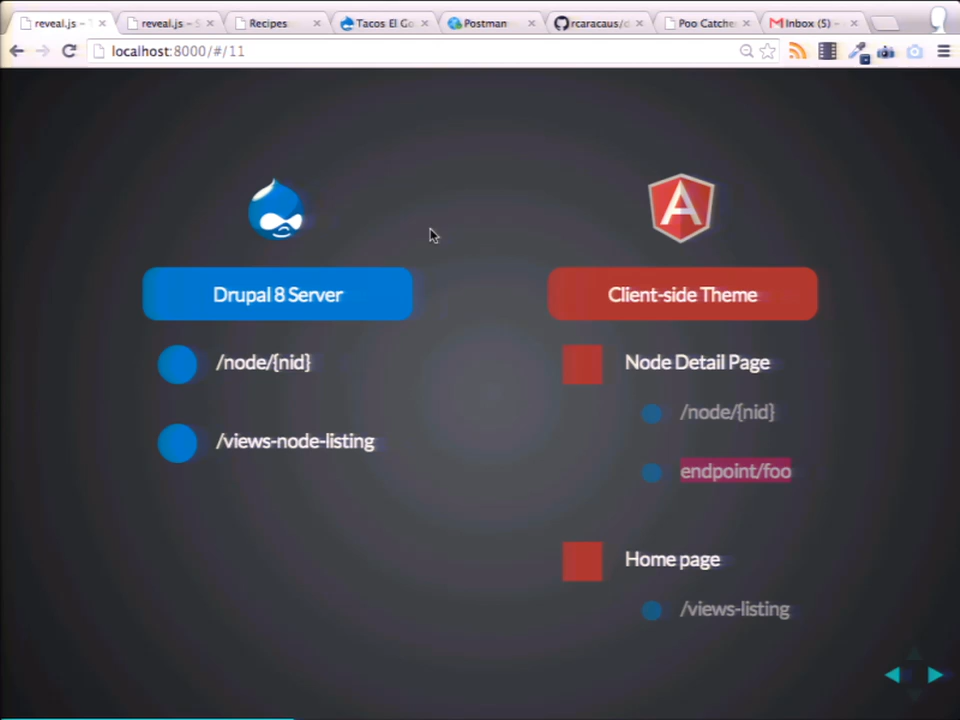 reveal.js -
reveal.js - S
Recipes
Tacos El Go
Postman
rcaracaus/
Poo Catche
Inbox (5) -
localhost:8000/#/11
A
Drupal 8 Server
Client-side Theme
/node/{nid}
Node Detail Page
/node/{nid}
/views-node-listing
endpoint/foo
Home page
/views-listing